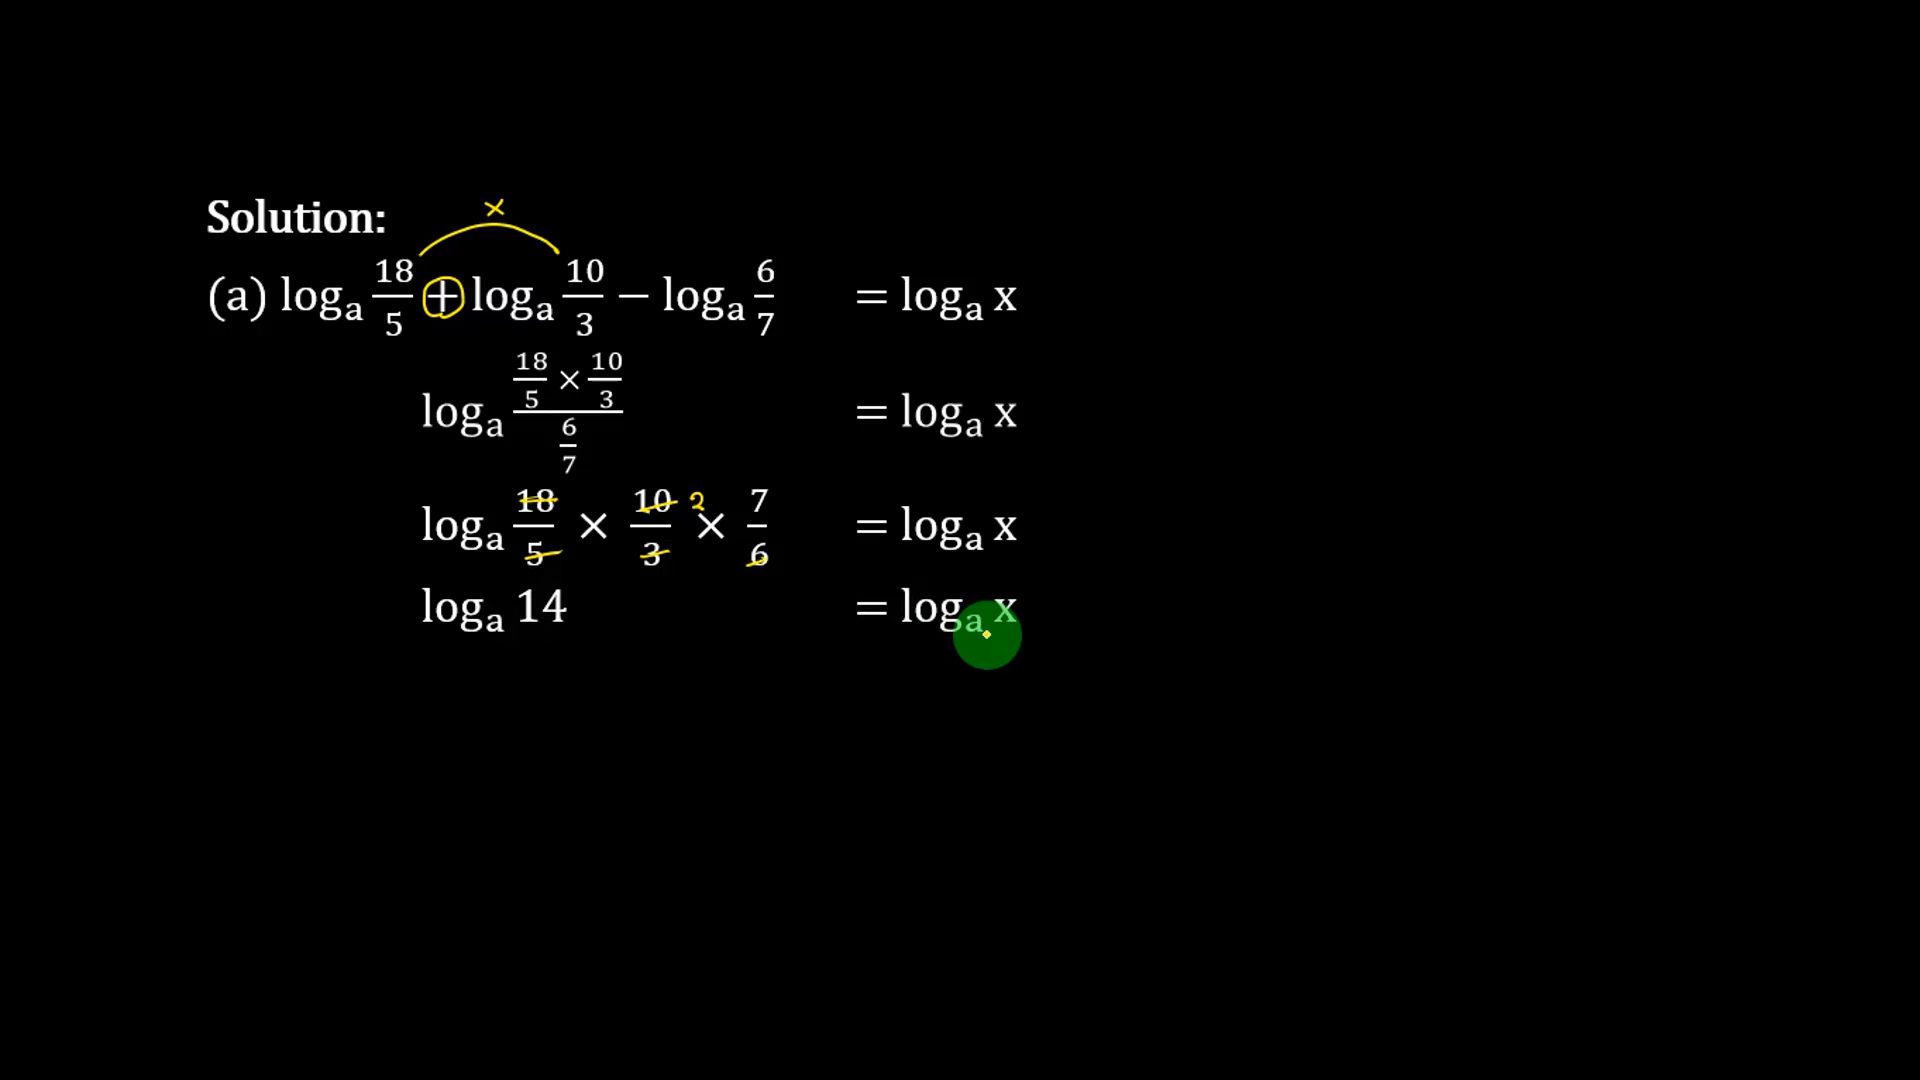 ×
Solution:
(a) logₐ 18/5 + logₐ 10/3 − logₐ 6/7 = logₐ x
logₐ (18/5 × 10/3)/(6/7) = logₐ x
logₐ 18/5 × 10/3 2 × 7/6 = logₐ x
logₐ 14 = logₐ x